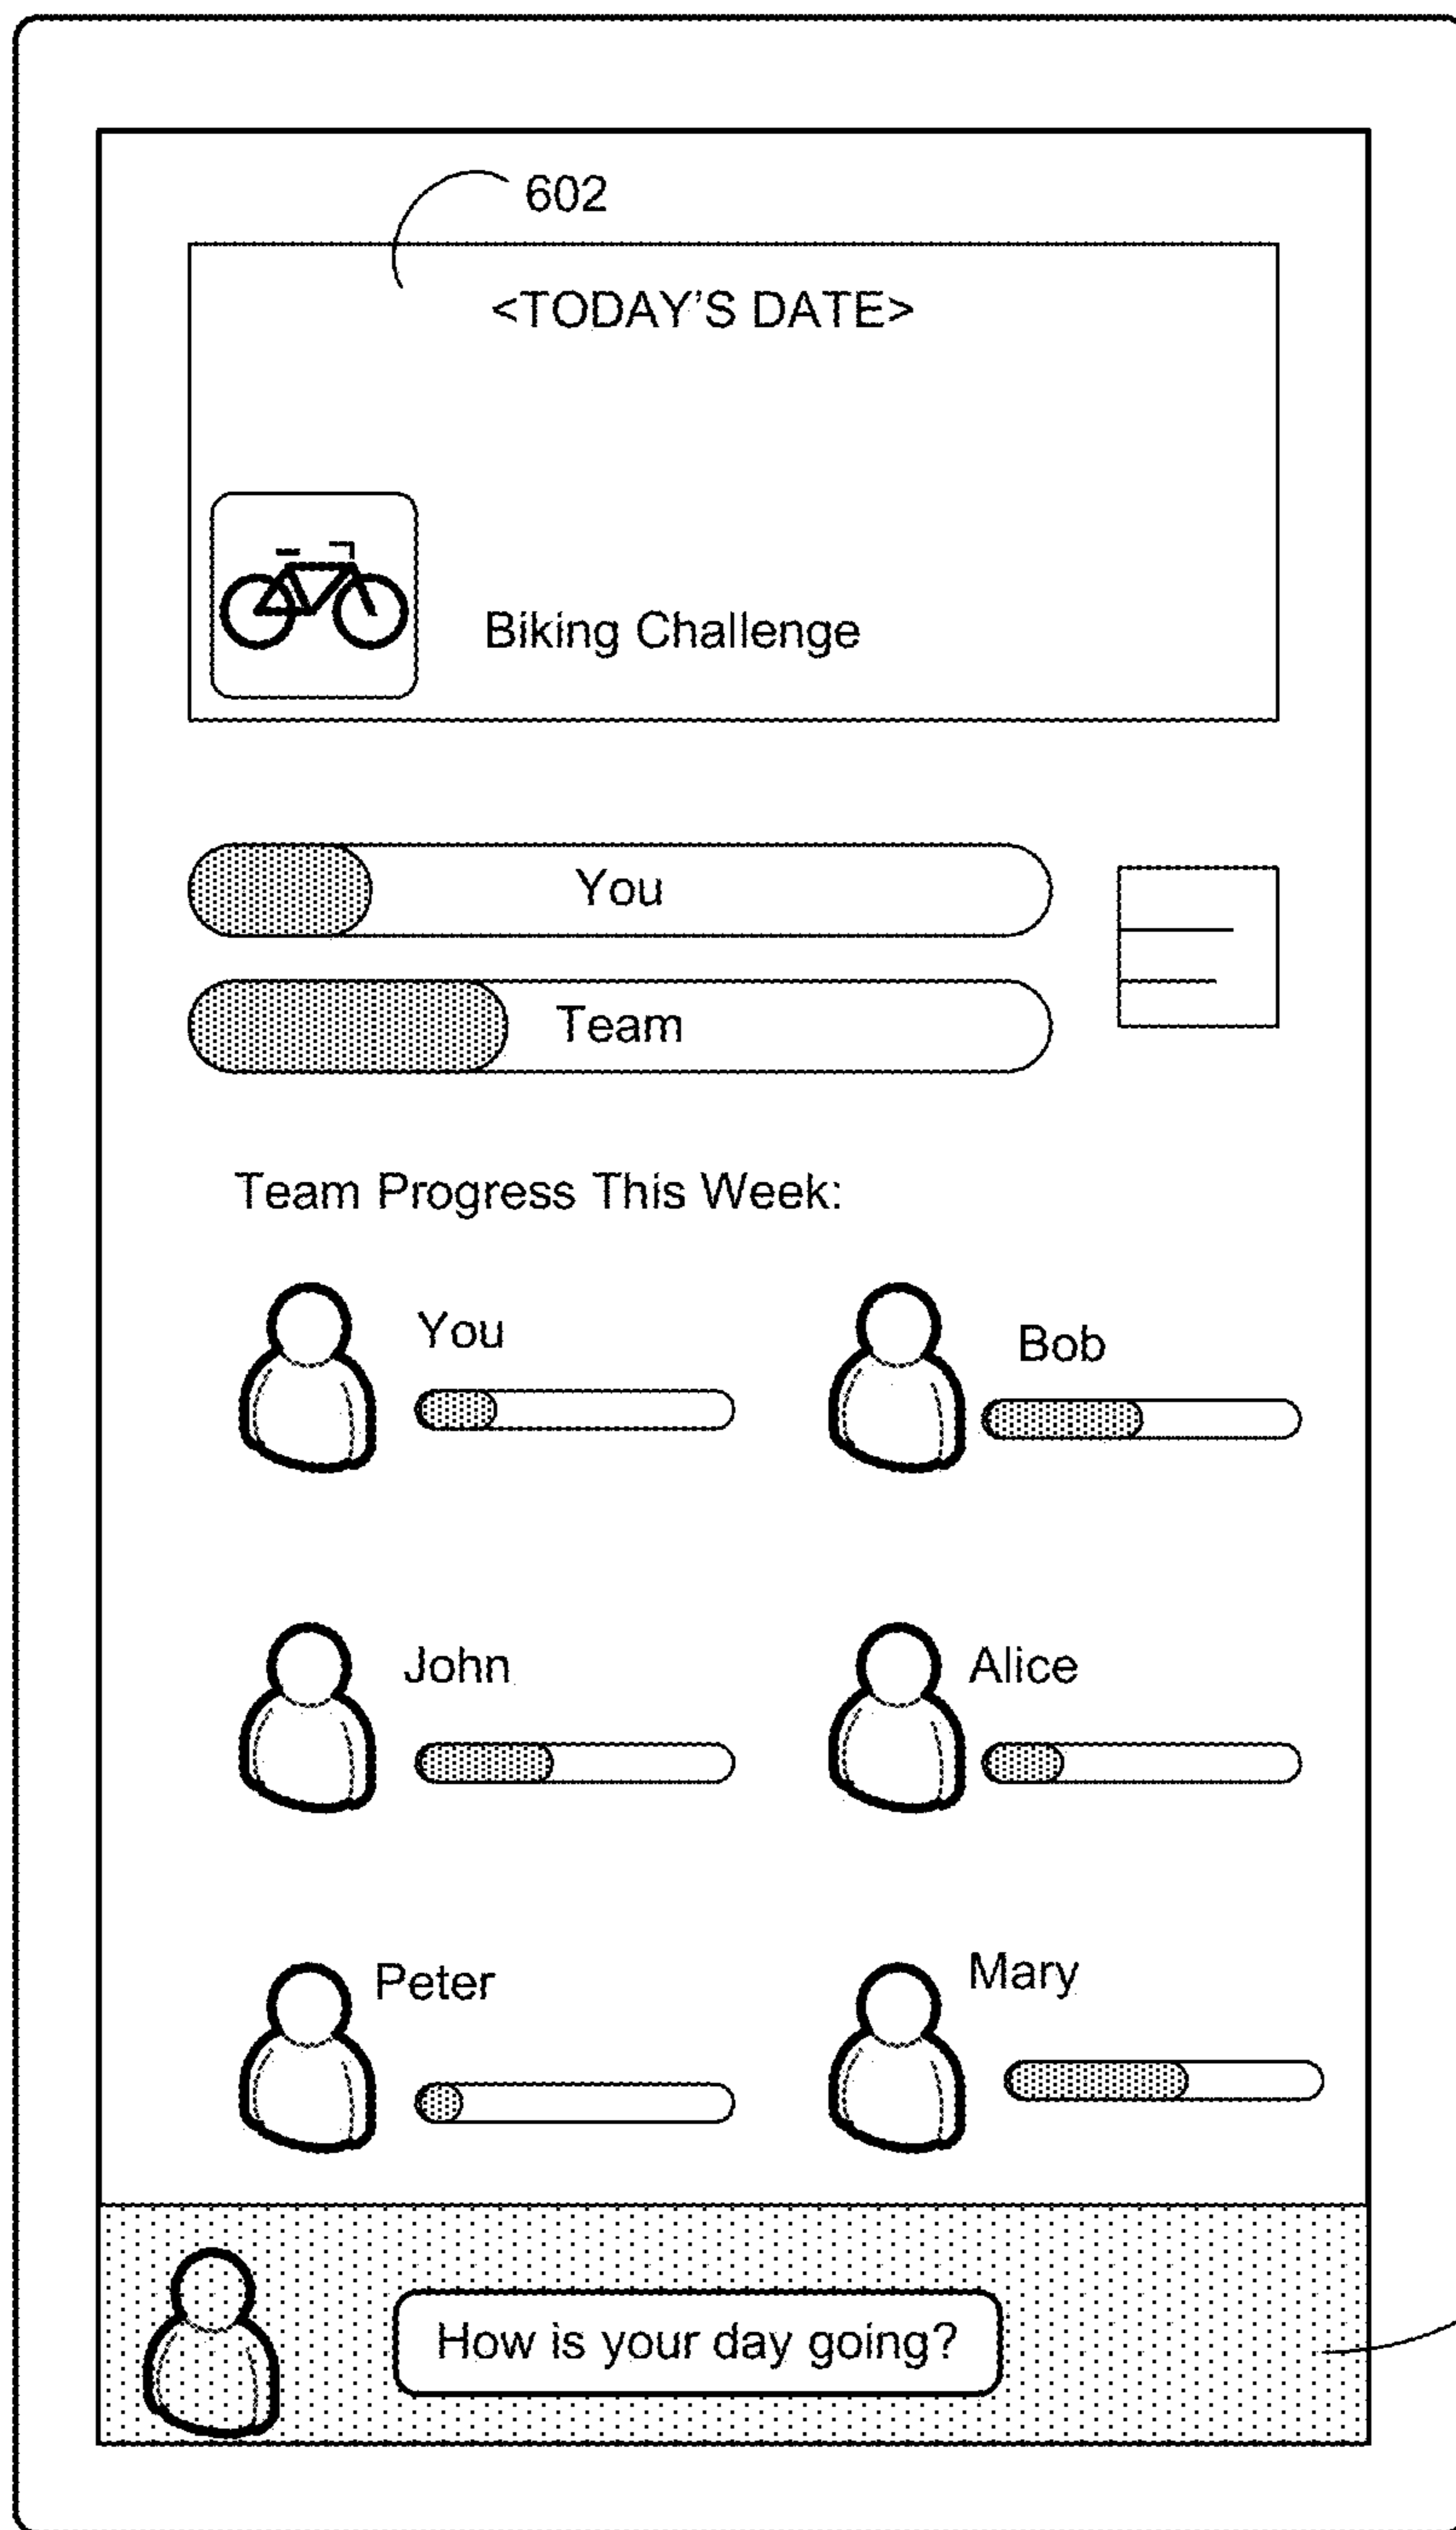 602
<TODAY'S DATE>
Biking Challenge
You
Team
Team Progress This Week:
You
Bob
John
Alice
Peter
Mary
How is your day going?